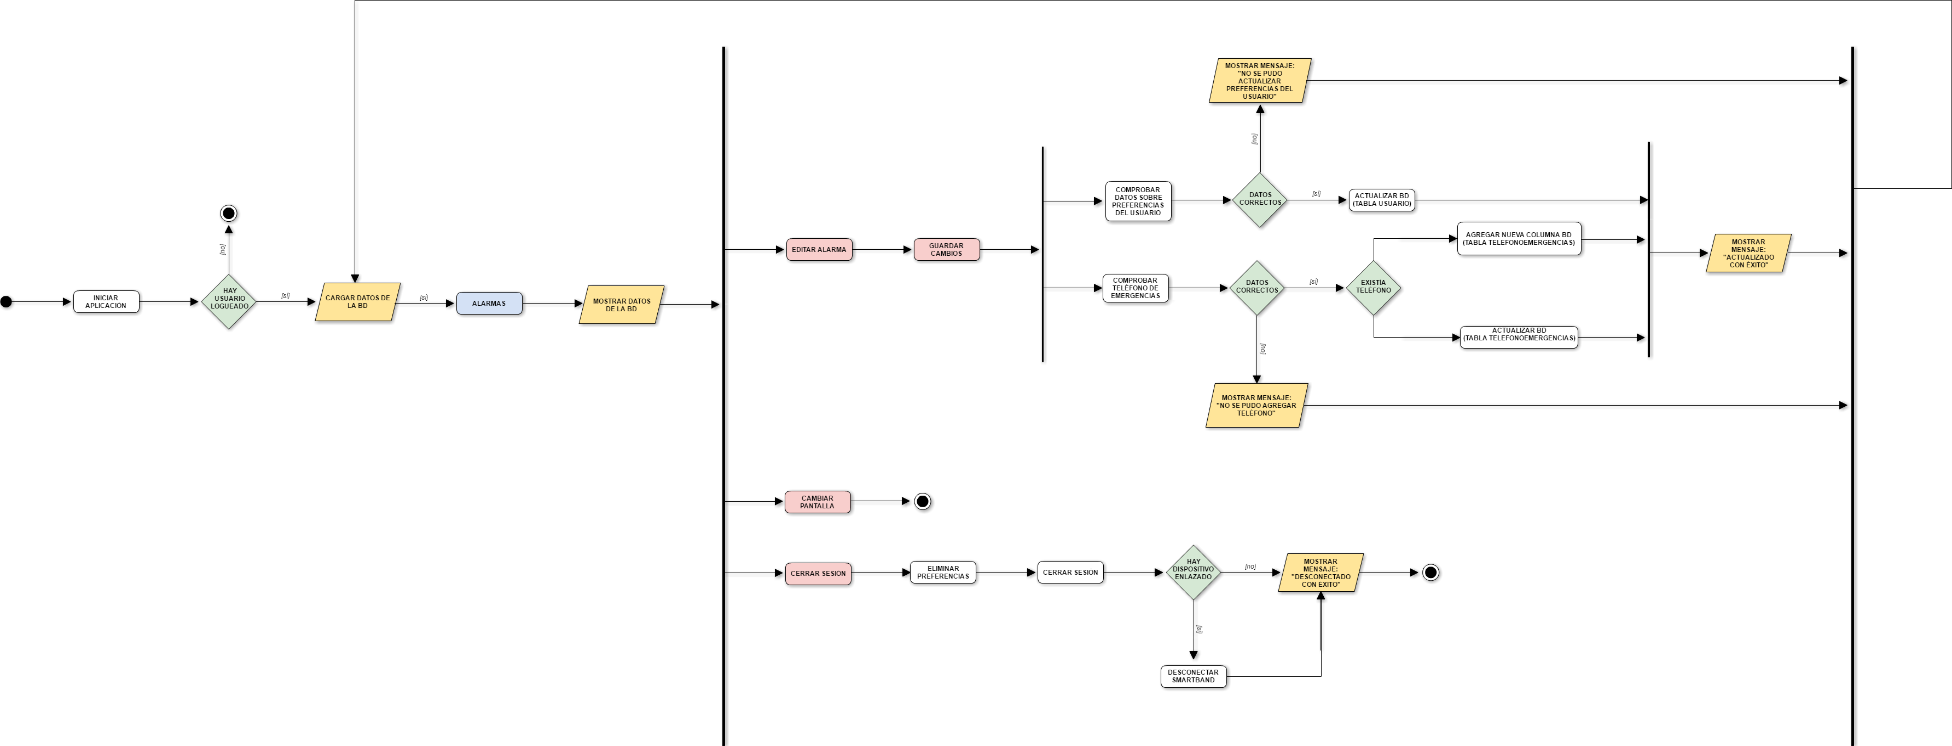 INICIAR
APLICACION
HAY
USUARIO
LOGUEADO
[no]
[si]
CARGAR DATOS DE
LA BD
[si]
ALARMAS
MOSTRAR DATOS
DE LA BD
EDITAR ALARMA
GUARDAR
CAMBIOS
COMPROBAR
DATOS SOBRE
PREFERENCIAS
DEL USUARIO
DATOS
CORRECTOS
[no]
MOSTRAR MENSAJE:
"NO SE PUDO
ACTUALIZAR
PREFERENCIAS DEL
USUARIO"
[si]
ACTUALIZAR BD
(TABLA USUARIO)
COMPROBAR
TELÉFONO DE
EMERGENCIAS
DATOS
CORRECTOS
[si]
EXISTIA
TELEFONO
AGREGAR NUEVA COLUMNA BD
(TABLA TELEFONOEMERGENCIAS)
ACTUALIZAR BD
(TABLA TELEFONOEMERGENCIAS)
[no]
MOSTRAR MENSAJE:
"NO SE PUDO AGREGAR
TELÉFONO"
MOSTRAR
MENSAJE:
"ACTUALIZADO
CON ÉXITO"
CAMBIAR
PANTALLA
CERRAR SESION
ELIMINAR
PREFERENCIAS
CERRAR SESION
HAY
DISPOSITIVO
ENLAZADO
[no]
MOSTRAR
MENSAJE:
"DESCONECTADO
CON EXITO"
[si]
DESCONECTAR
SMARTBAND